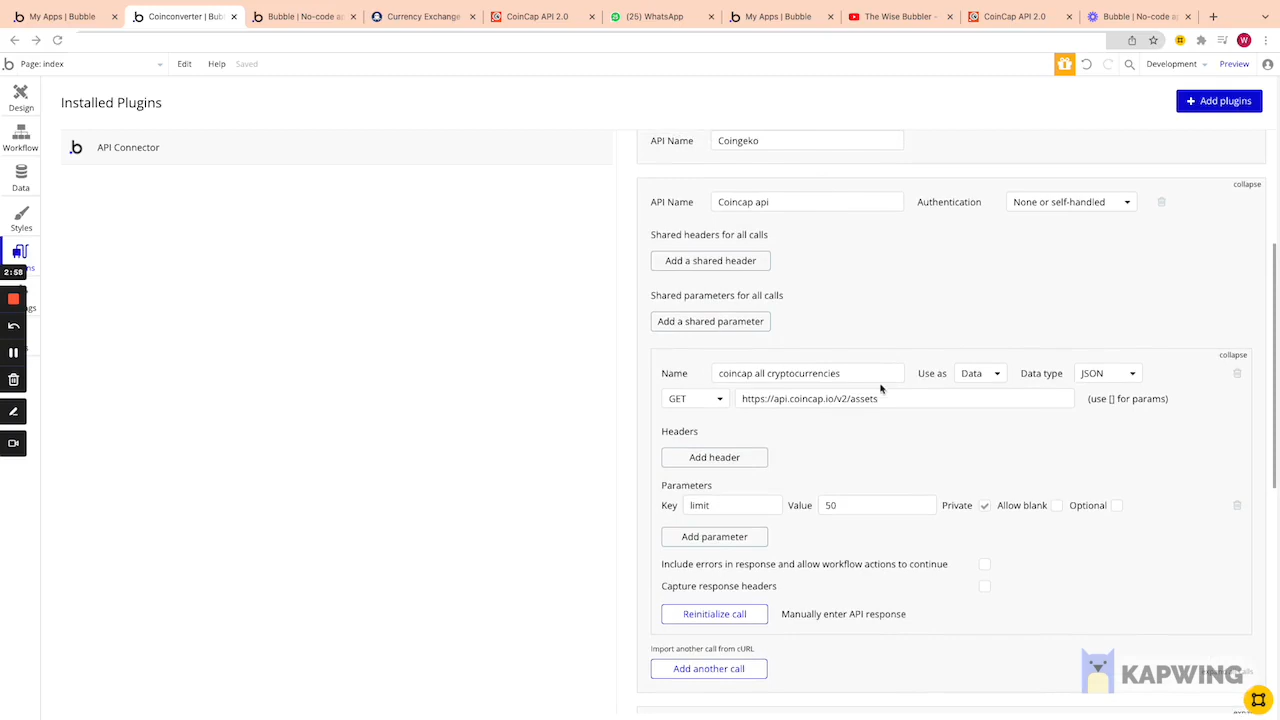 My Apps | Bubble
Coinconverter | Bub
Bubble | No-code ap
Currency Exchange
CoinCap API 2.0
(25) WhatsApp
My Apps | Bubble
The Wise Bubbler -
CoinCap API 2.0
Bubble | No-code ap
W
Page: index
Edit
Help
Saved
Development
Preview
Design
Workflow
Data
Styles
ns
2:58
gs
Installed Plugins
+ Add plugins
API Connector
API Name
Coingeko
collapse
API Name
Coincap api
Authentication
None or self-handled
Shared headers for all calls
Add a shared header
Shared parameters for all calls
Add a shared parameter
collapse
Name
coincap all cryptocurrencies
Use as
Data
Data type
JSON
GET
https://api.coincap.io/v2/assets
(use [] for params)
Headers
Add header
Parameters
Key
limit
Value
50
Private
Allow blank
Optional
Add parameter
Include errors in response and allow workflow actions to continue
Capture response headers
Reinitialize call
Manually enter API response
Import another call from cURL
Add another call
KAPWING